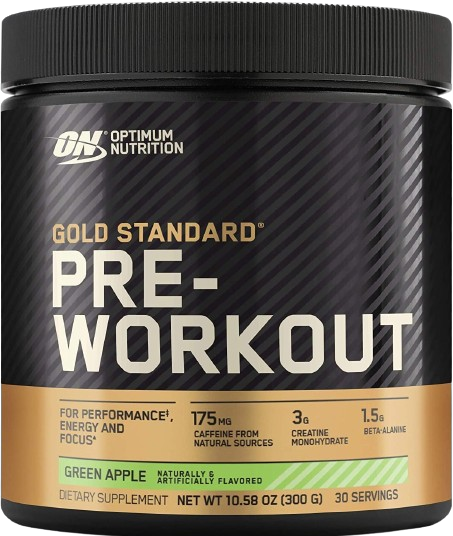 ON® OPTIMUM
NUTRITION
GOLD STANDARD®
PRE-
WORKOUT
FOR PERFORMANCE‡,
ENERGY AND
FOCUS*
175MG
CAFFEINE FROM
NATURAL SOURCES
3G
CREATINE
MONOHYDRATE
1.5G
BETA-ALANINE
GREEN APPLE
NATURALLY &
ARTIFICIALLY FLAVORED
DIETARY SUPPLEMENT NET WT 10.58 OZ (300 G) 30 SERVINGS